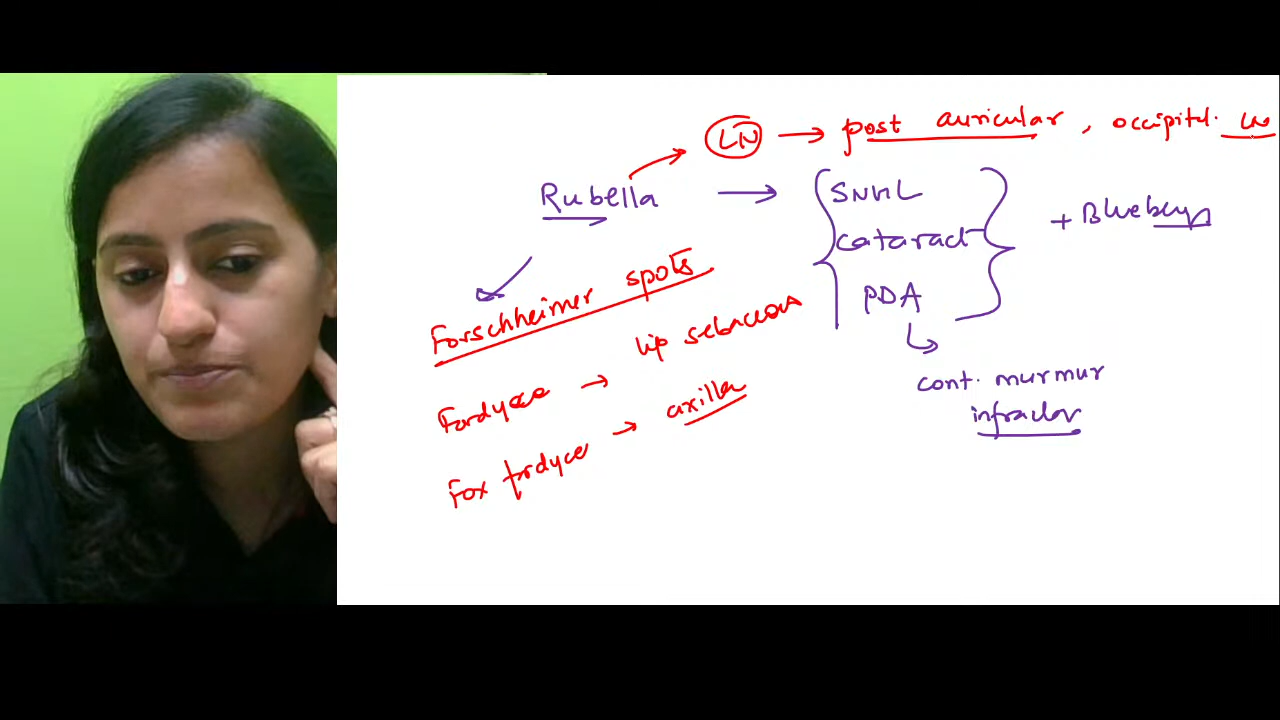 LN → post auricular, occipital. LN
Rubella → SNHL
cataract
PDA
+ Blueberry
Forschheimer spots
cont. murmur
infraclav
Fordyce → lip sebaceous
Fox fordyce → axilla